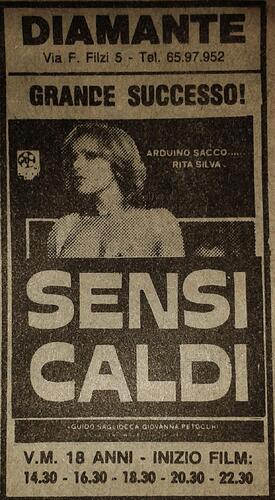 DIAMANTE
Via F. Filzi 5 - Tel. 65.97.952
GRANDE SUCCESSO!
ARDUINO SACCO......
RITA SILVA
SENSI
CALDI
GUIDO SAGLIOCCA GIOVANNA PETOCCHI
V.M. 18 ANNI - INIZIO FILM:
14.30 - 16.30 - 18.30 - 20.30 - 22.30